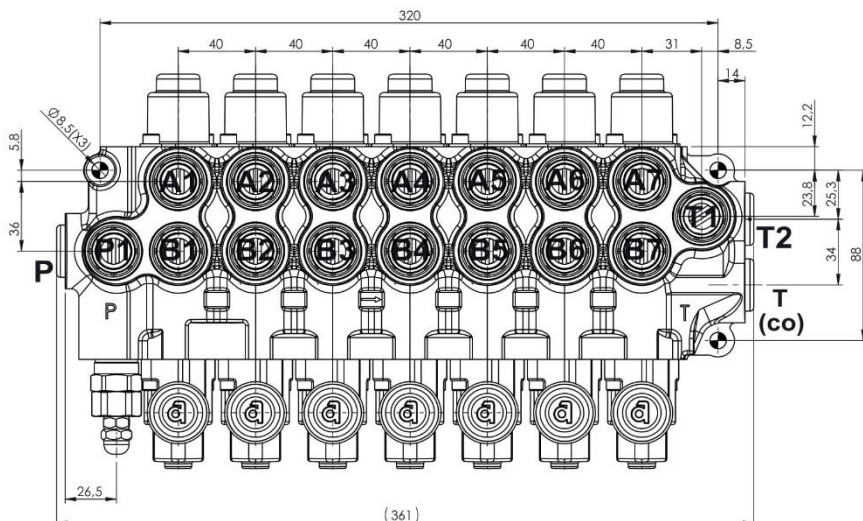 320
40 40 40 40 40 40 31 8,5
14
Ø8.5(X3)
5,8
12,2
A1 A2 A3 A4 A5 A6 A7
36
23,8
25,3
T1
P
P1 B1 B2 B3 B4 B5 B6 B7
T2
34
88
P
T
T
(co)
a a a a a a a
26,5
(361)